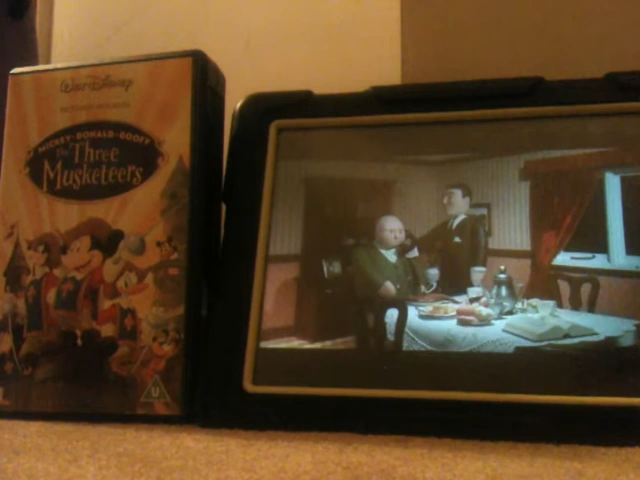 Walt Disney
MICKEY·DONALD·GOOFY
The Three
Musketeers
U